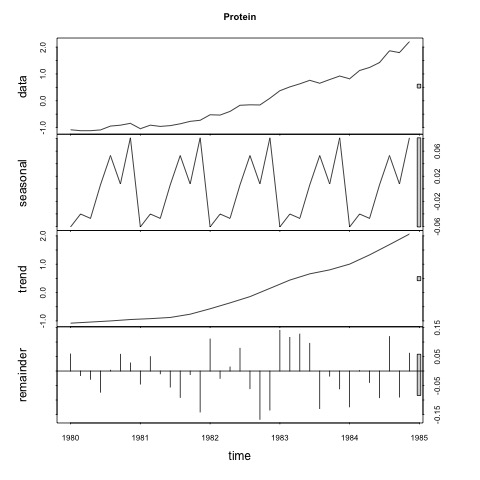 Protein
data
-1.0 0.0 1.0 2.0
seasonal
-0.06 -0.02 0.02 0.06
trend
-1.0 0.0 1.0 2.0
remainder
-0.15 -0.05 0.05 0.15
1980 1981 1982 1983 1984 1985
time